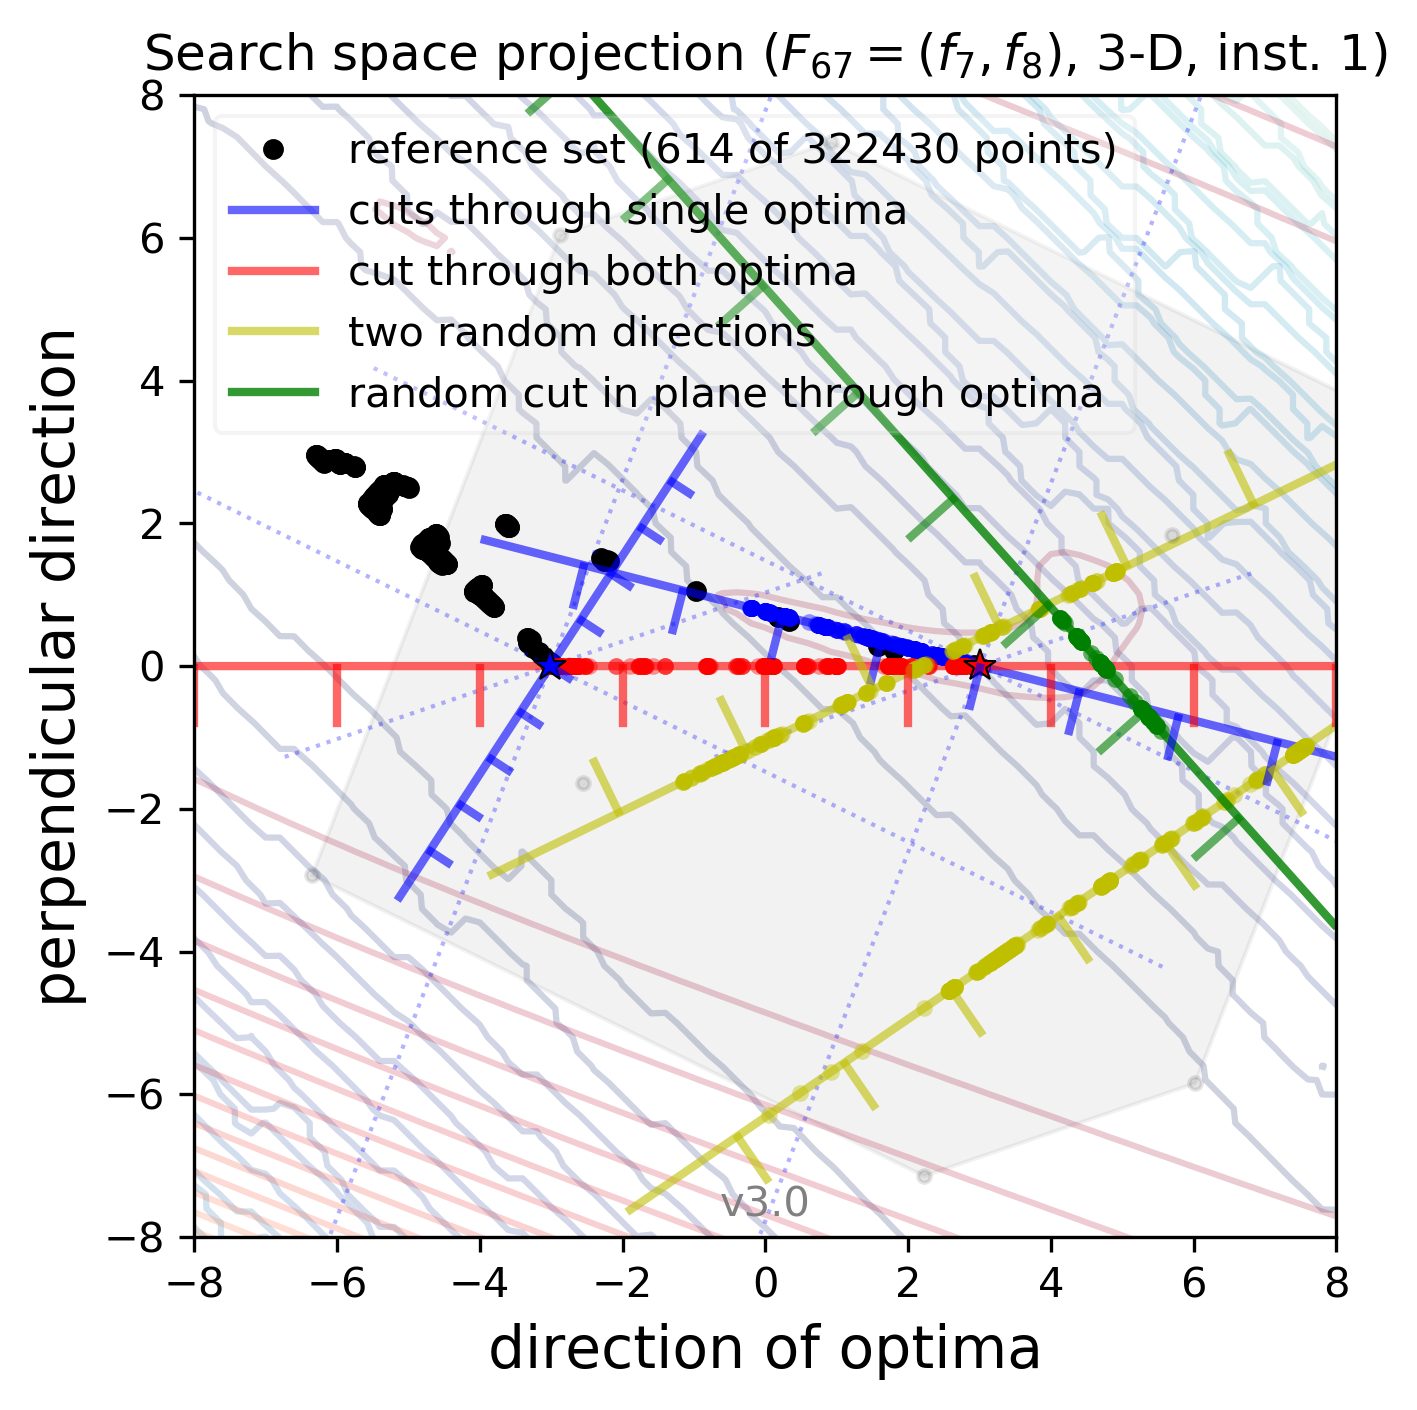 Search space projection (F₆₇ = (f₇, f₈), 3-D, inst. 1)
reference set (614 of 322430 points)
cuts through single optima
cut through both optima
two random directions
random cut in plane through optima
perpendicular direction
8
6
4
2
0
−2
−4
−6
−8
v3.0
−8 −6 −4 −2 0 2 4 6 8
direction of optima